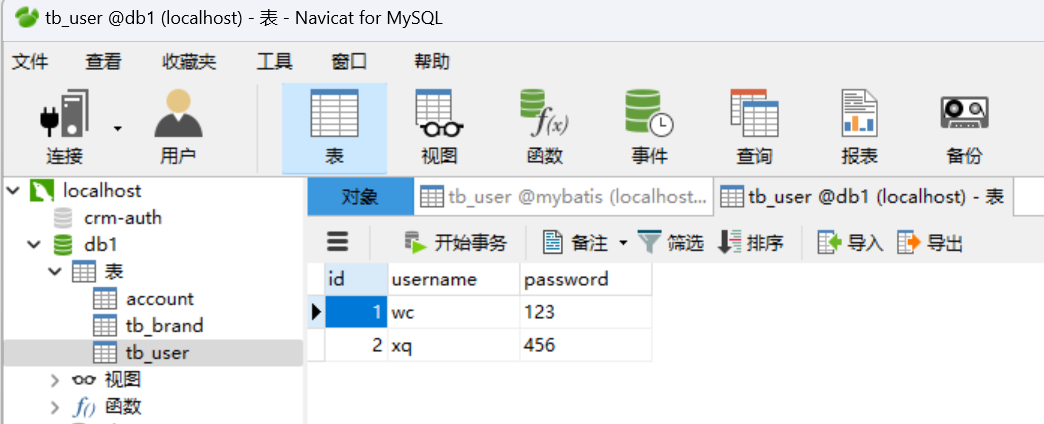 tb_user @db1 (localhost) - 表 - Navicat for MySQL
文件 查看 收藏夹 工具 窗口 帮助
连接 用户 表 视图 函数 事件 查询 报表 备份
localhost
crm-auth
db1
表
account
tb_brand
tb_user
视图
函数
对象 tb_user @mybatis (localhost... tb_user @db1 (localhost) - 表
开始事务 备注 筛选 排序 导入 导出
id username password
1 wc 123
2 xq 456